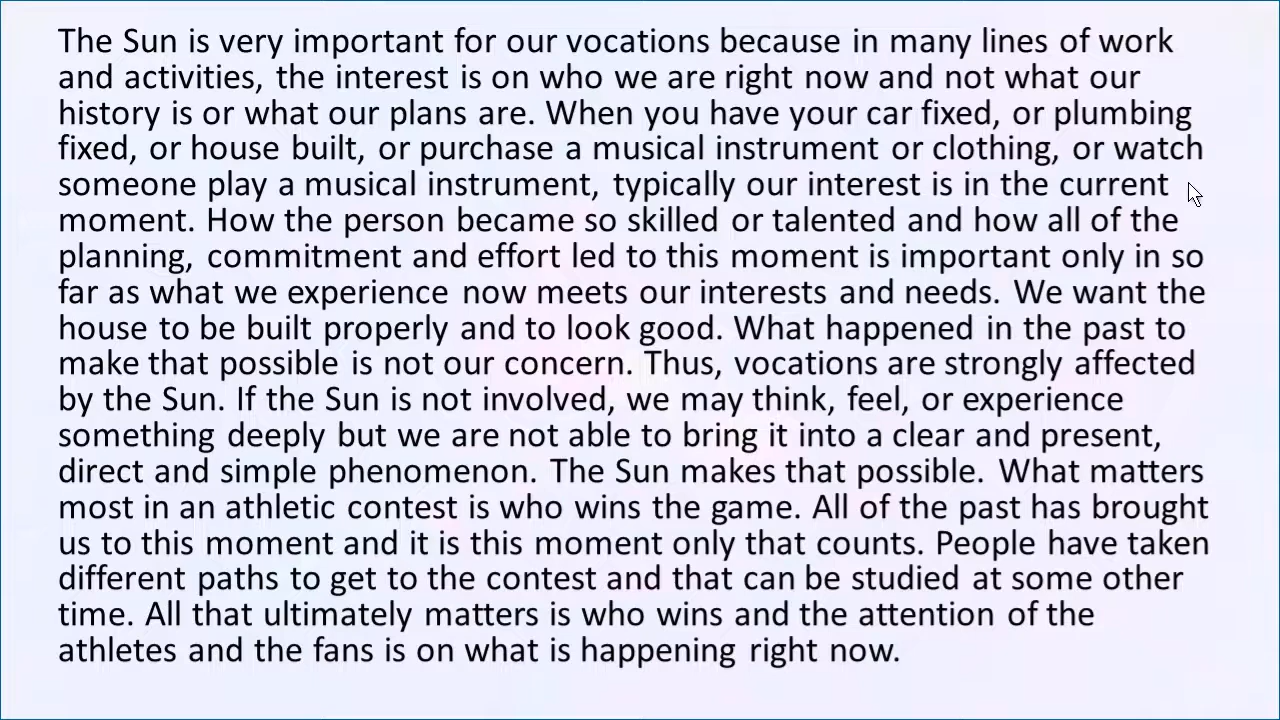 The Sun is very important for our vocations because in many lines of work
and activities, the interest is on who we are right now and not what our
history is or what our plans are. When you have your car fixed, or plumbing
fixed, or house built, or purchase a musical instrument or clothing, or watch
someone play a musical instrument, typically our interest is in the current
moment. How the person became so skilled or talented and how all of the
planning, commitment and effort led to this moment is important only in so
far as what we experience now meets our interests and needs. We want the
house to be built properly and to look good. What happened in the past to
make that possible is not our concern. Thus, vocations are strongly affected
by the Sun. If the Sun is not involved, we may think, feel, or experience
something deeply but we are not able to bring it into a clear and present,
direct and simple phenomenon. The Sun makes that possible. What matters
most in an athletic contest is who wins the game. All of the past has brought
us to this moment and it is this moment only that counts. People have taken
different paths to get to the contest and that can be studied at some other
time. All that ultimately matters is who wins and the attention of the
athletes and the fans is on what is happening right now.